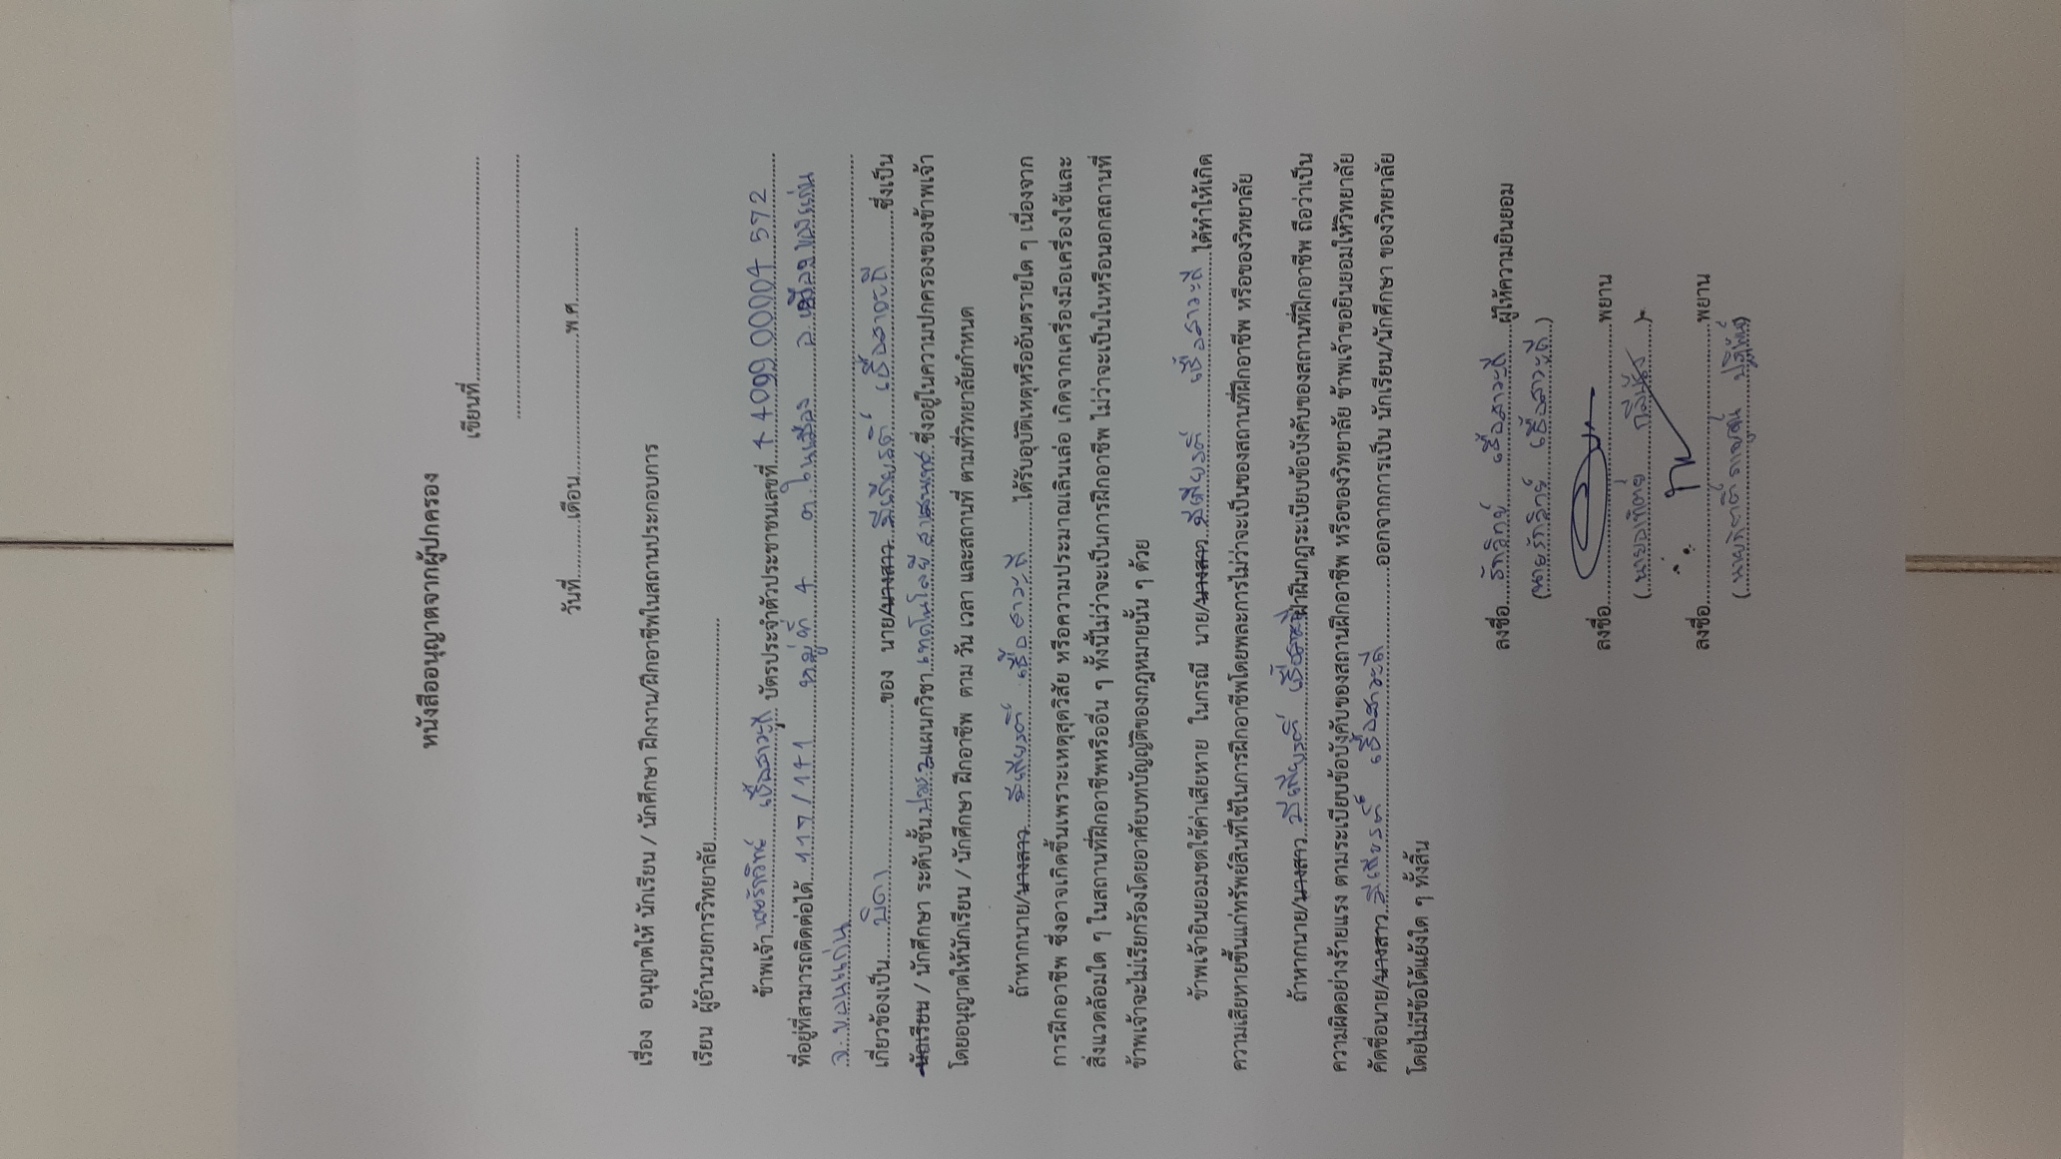 หนังสืออนุญาตจากผู้ปกครอง
เขียนที่..............................
..............................
วันที่............เดือน....................พ.ศ.............
เรื่อง อนุญาตให้ นักเรียน / นักศึกษา ฝึกงาน/ฝึกอาชีพในสถานประกอบการ
เรียน ผู้อำนวยการวิทยาลัย..............................
ข้าพเจ้า นายรักวิทย์ เชื้อสาวะถี บัตรประจำตัวประชาชนเลขที่ 4 4099 00004 572
ที่อยู่ที่สามารถติดต่อได้ 117/141 หมู่ที่ 4 ต.ในเมือง อ.เมืองขอนแก่น
จ.ขอนแก่น
เกี่ยวข้องเป็น บิดา ของ นาย/นางสาว มีเกียรติ์ เชื้อสาวะถี ซึ่งเป็น
นักเรียน / นักศึกษา ระดับชั้น ปวส.2 แผนกวิชา เทคโนโลยีสารสนเทศ ซึ่งอยู่ในความปกครองของข้าพเจ้า
โดยอนุญาตให้นักเรียน / นักศึกษา ฝึกอาชีพ ตาม วัน เวลา และสถานที่ ตามที่วิทยาลัยกำหนด
ถ้าหากนาย/นางสาว มีเกียรติ์ เชื้อสาวะถี ได้รับอุบัติเหตุหรืออันตรายใด ๆ เนื่องจาก
การฝึกอาชีพ ซึ่งอาจเกิดขึ้นเพราะเหตุสุดวิสัย หรือความประมาณเลินเล่อ เกิดจากเครื่องมือเครื่องใช้และ
สิ่งแวดล้อมใด ๆ ในสถานที่ฝึกอาชีพหรืออื่น ๆ ทั้งนี้ไม่ว่าจะเป็นการฝึกอาชีพ ไม่ว่าจะเป็นในหรือนอกสถานที่
ข้าพเจ้าจะไม่เรียกร้องโดยอาศัยบทบัญญัติของกฎหมายนั้น ๆ ด้วย
ข้าพเจ้ายินยอมชดใช้ค่าเสียหาย ในกรณี นาย/นางสาว มีเกียรติ์ เชื้อสาวะถี ได้ทำให้เกิด
ความเสียหายขึ้นแก่ทรัพย์สินที่ใช้ในการฝึกอาชีพโดยพละการไม่ว่าจะเป็นของสถานที่ฝึกอาชีพ หรือของวิทยาลัย
ถ้าหากนาย/นางสาว มีเกียรติ์ เชื้อสาวะถี ฝ่าฝืนกฎระเบียบข้อบังคับของสถานที่ฝึกอาชีพ ถือว่าเป็น
ความผิดอย่างร้ายแรง ตามระเบียบข้อบังคับของสถานฝึกอาชีพ หรือของวิทยาลัย ข้าพเจ้าขอยินยอมให้วิทยาลัย
คัดชื่อนาย/นางสาว มีเกียรติ์ เชื้อสาวะถี ออกจากการเป็น นักเรียน/นักศึกษา ของวิทยาลัย
โดยไม่มีข้อโต้แย้งใด ๆ ทั้งสิ้น
ลงชื่อ รักวิทย์ เชื้อสาวะถี ผู้ให้ความยินยอม
(นายรักวิทย์ เชื้อสาวะถี)
ลงชื่อ..............................พยาน
(นายอาทิตย์ )
ลงชื่อ..............................พยาน